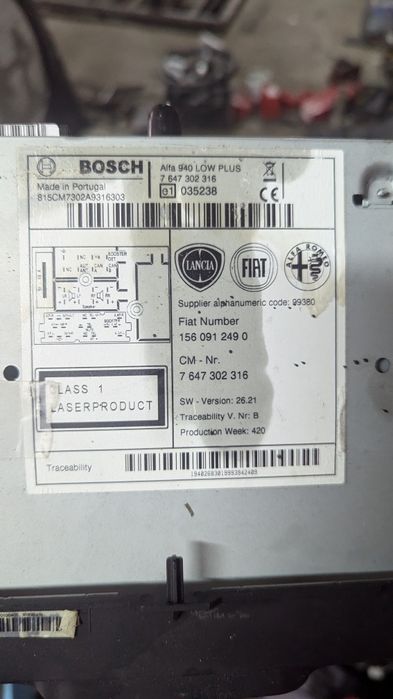 BOSCH
Alfa 940 LOW PLUS
7 647 302 316
Made in Portugal
815CM7302A9316303
e1 035238
CE
LANCIA
FIAT
ALFA ROMEO
Supplier alphanumeric code: 99380
Fiat Number
156 091 249 0
CM - Nr.
7 647 302 316
CLASS 1
LASERPRODUCT
SW - Version: 26.21
Traceability V. Nr: B
Production Week: 420
Traceability